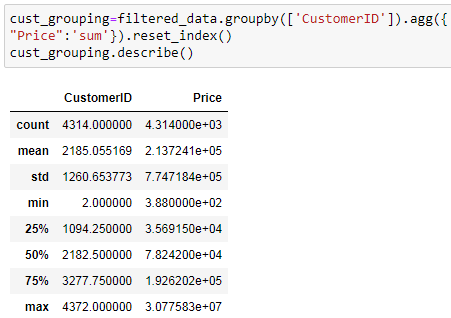 cust_grouping=filtered_data.groupby(['CustomerID']).agg({
"Price":'sum'}).reset_index()
cust_grouping.describe()
CustomerID Price
count 4314.000000 4.314000e+03
mean 2185.055169 2.137241e+05
std 1260.653773 7.747184e+05
min 2.000000 3.880000e+02
25% 1094.250000 3.569150e+04
50% 2182.500000 7.824200e+04
75% 3277.750000 1.926202e+05
max 4372.000000 3.077583e+07